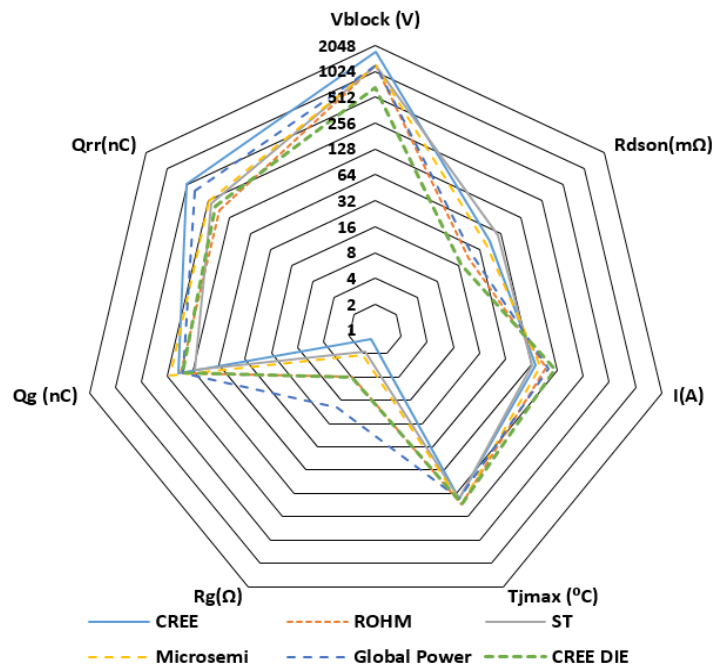 Vblock (V)
2048
1024
512
256
128
64
32
16
8
4
2
1
Qrr(nC)
Rdson(mΩ)
Qg (nC)
I(A)
Rg(Ω)
Tjmax (⁰C)
CREE
ROHM
ST
Microsemi
Global Power
CREE DIE